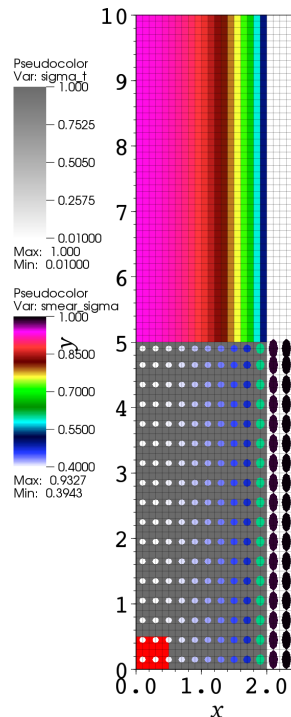 Pseudocolor
Var: sigma_t
1.000
0.7525
0.5050
0.2575
0.01000
Max: 1.000
Min: 0.01000
Pseudocolor
Var: smear_sigma
1.000
0.8500
0.7000
0.5500
0.4000
Max: 0.9327
Min: 0.3943
y
10
9
8
7
6
5
4
3
2
1
0
0.0 1.0 2.0
x